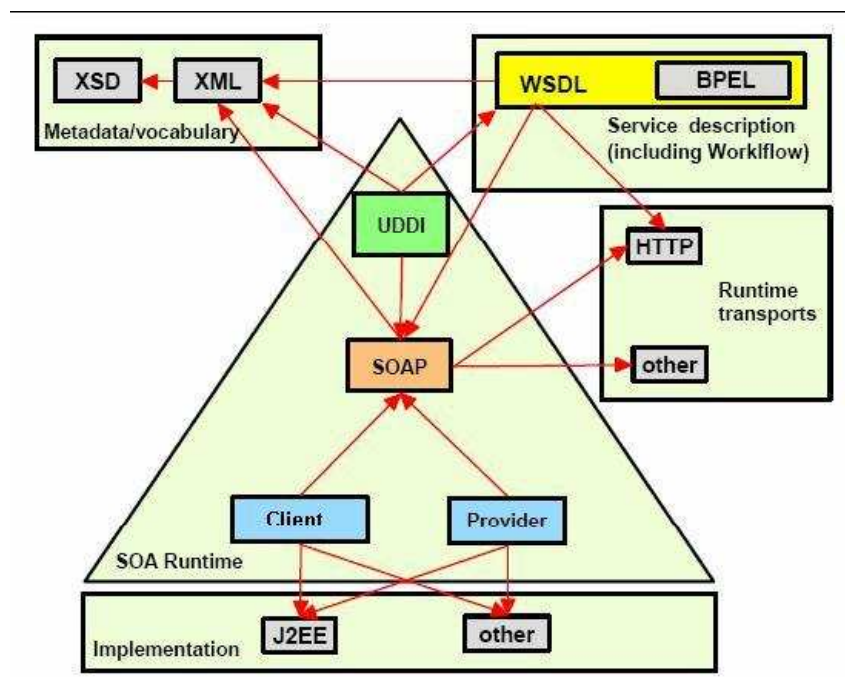 XSD
XML
Metadata/vocabulary
WSDL
BPEL
Service description
(including Worklflow)
UDDI
HTTP
Runtime
transports
other
SOAP
Client
Provider
SOA Runtime
Implementation
J2EE
other